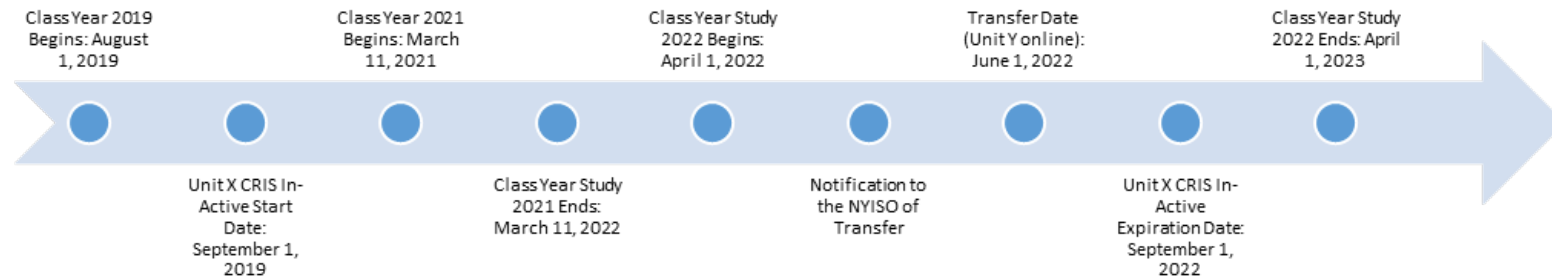 Class Year 2019
Begins: August
1, 2019
Unit X CRIS In-
Active Start
Date:
September 1,
2019
Class Year 2021
Begins: March
11, 2021
Class Year Study
2021 Ends:
March 11, 2022
Class Year Study
2022 Begins:
April 1, 2022
Notification to
the NYISO of
Transfer
Transfer Date
(Unit Y online):
June 1, 2022
Unit X CRIS In-
Active
Expiration Date:
September 1,
2022
Class Year Study
2022 Ends: April
1, 2023